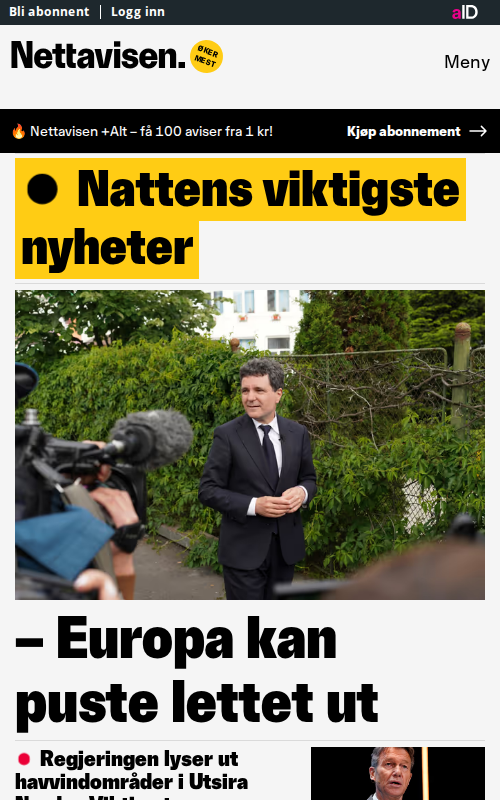 Bli abonnent | Logg inn
aID
Nettavisen.
ØKER
MEST
Meny
Nettavisen +Alt – få 100 aviser fra 1 kr!
Kjøp abonnement
Nattens viktigste
nyheter
– Europa kan
puste lettet ut
Regjeringen lyser ut
havvindområder i Utsira